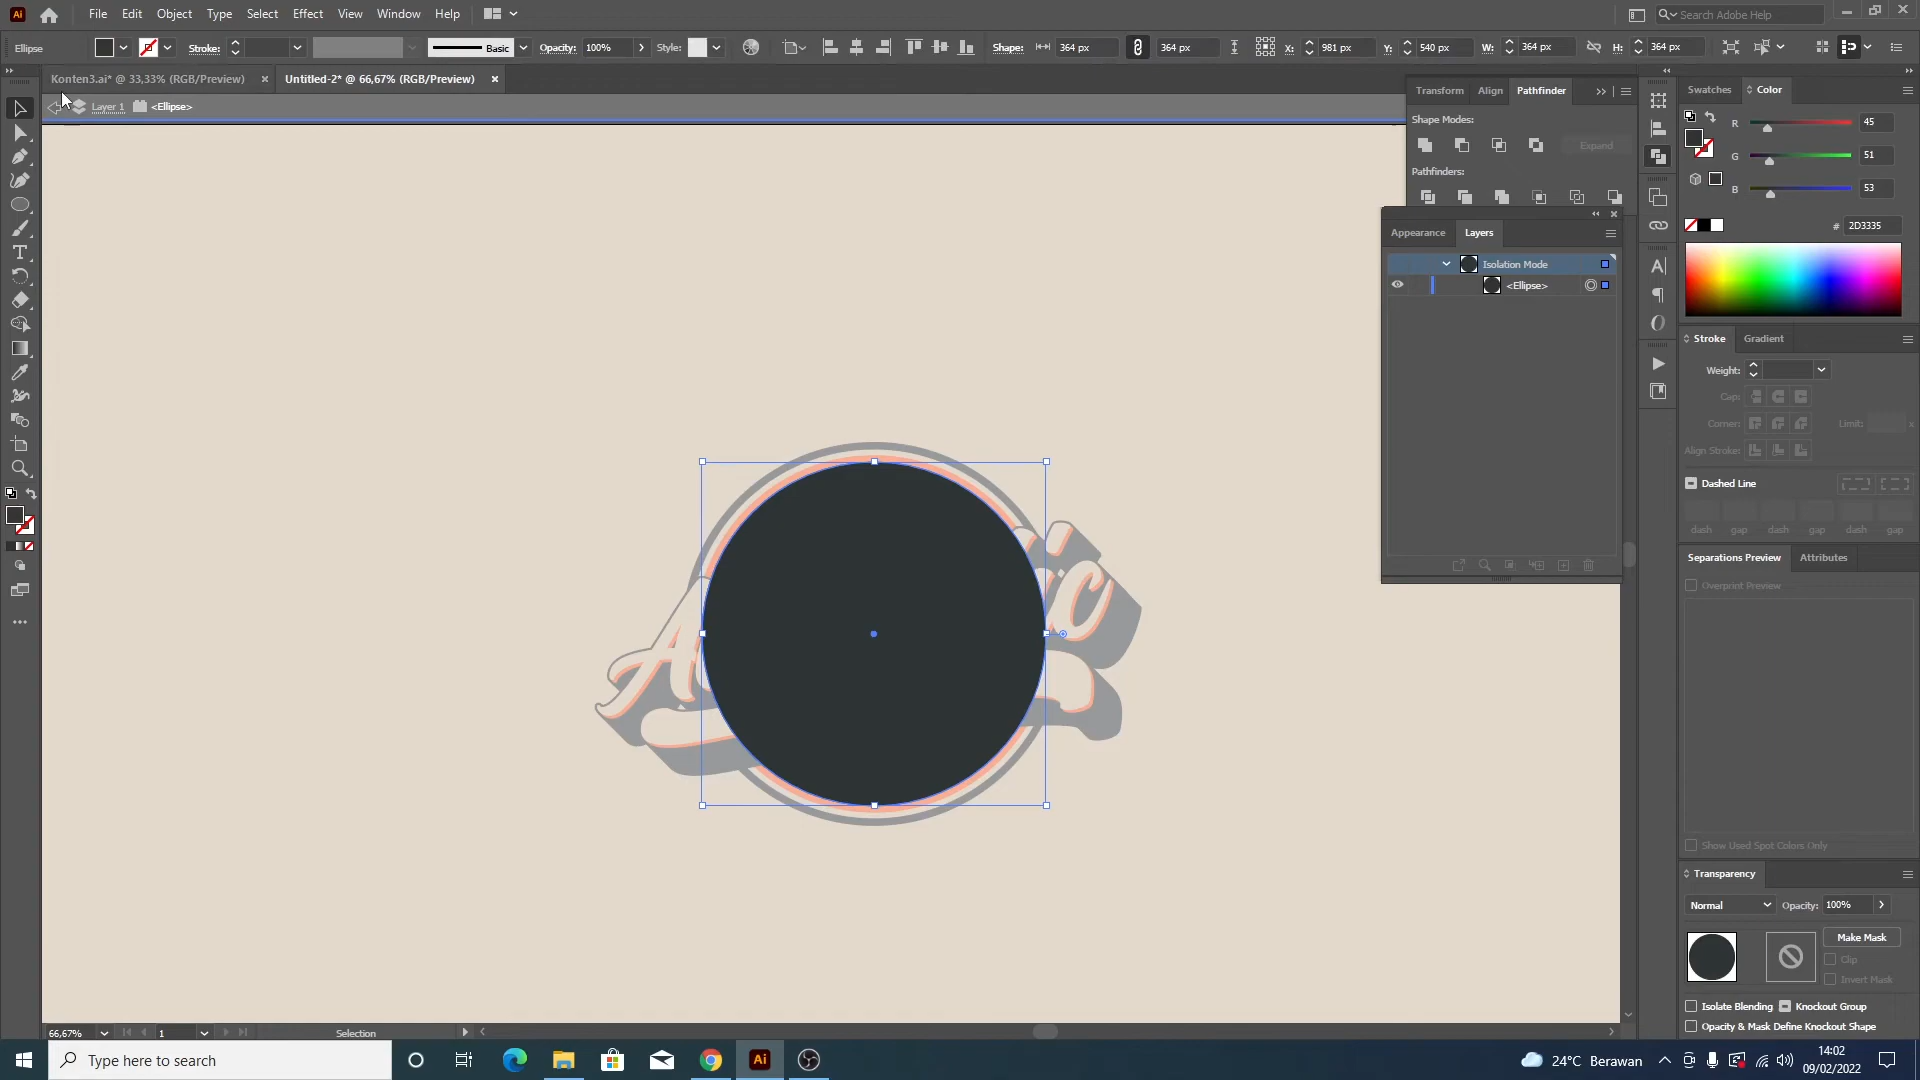 Ai File Edit Object Type Select Effect View Window Help Search Adobe Help
Ellipse Stroke: Basic Opacity: 100% Style: Shape: 364 px 364 px X: 981 px Y: 540 px W: 364 px H: 364 px
Konten3.ai* @ 33,33% (RGB/Preview) × Untitled-2* @ 66,67% (RGB/Preview) ×
Layer 1 <Ellipse>
Transform Align Pathfinder
Shape Modes:
Expand
Pathfinders:
Appearance Layers
Isolation Mode
<Ellipse>
Swatches Color
R 45
G 51
B 53
# 2D3335
Stroke Gradient
Weight:
Cap:
Corner: Limit: x
Align Stroke:
Dashed Line
dash gap dash gap dash gap
Separations Preview Attributes
Overprint Preview
Show Used Spot Colors Only
Transparency
Normal Opacity: 100%
Make Mask
Clip
Invert Mask
Isolate Blending Knockout Group
Opacity & Mask Define Knockout Shape
66,67% 1 Selection
Type here to search
Ai
24°C Berawan
14:02
09/02/2022